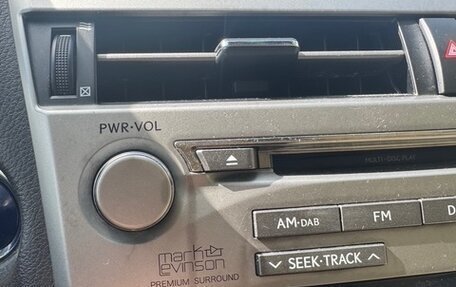 PWR·VOL
MULTI-DISC PLAY
AM·DAB
FM
mark
levinson
PREMIUM SURROUND
SEEK·TRACK